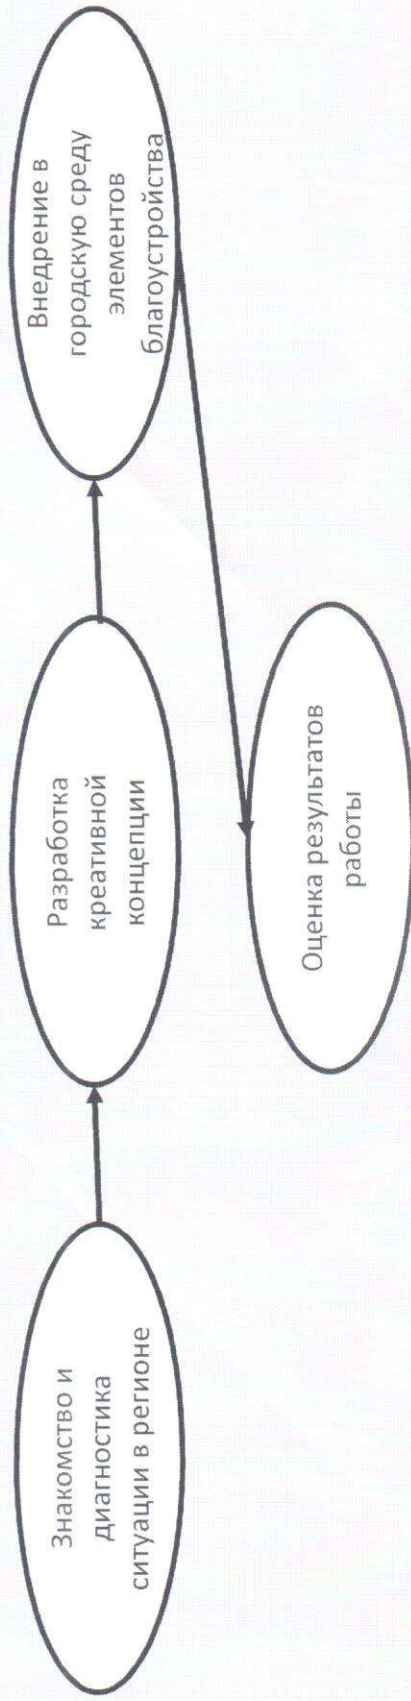 Знакомство и
диагностика
ситуации в регионе
Разработка
креативной
концепции
Внедрение в
городскую среду
элементов
благоустройства
Оценка результатов
работы